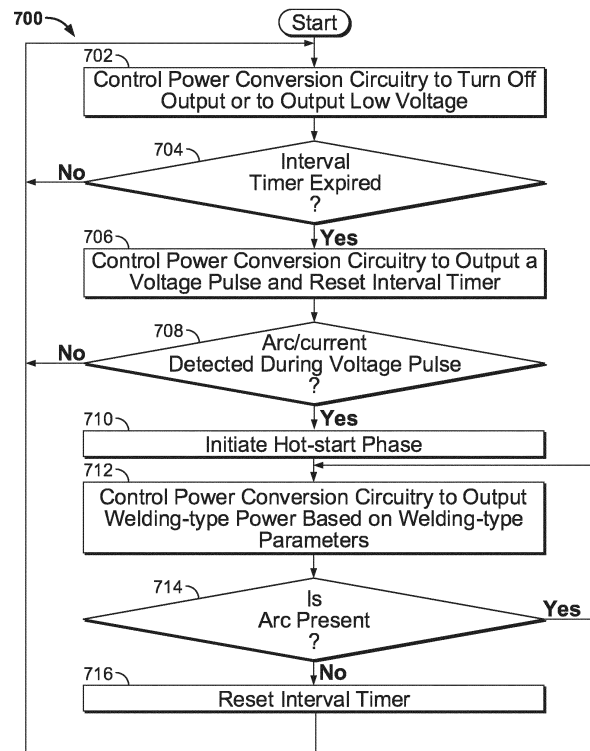 700
Start
702
Control Power Conversion Circuitry to Turn Off
Output or to Output Low Voltage
704
No
Interval
Timer Expired
?
Yes
706
Control Power Conversion Circuitry to Output a
Voltage Pulse and Reset Interval Timer
708
No
Arc/current
Detected During Voltage Pulse
?
Yes
710
Initiate Hot-start Phase
712
Control Power Conversion Circuitry to Output
Welding-type Power Based on Welding-type
Parameters
714
Is
Arc Present
?
Yes
No
716
Reset Interval Timer